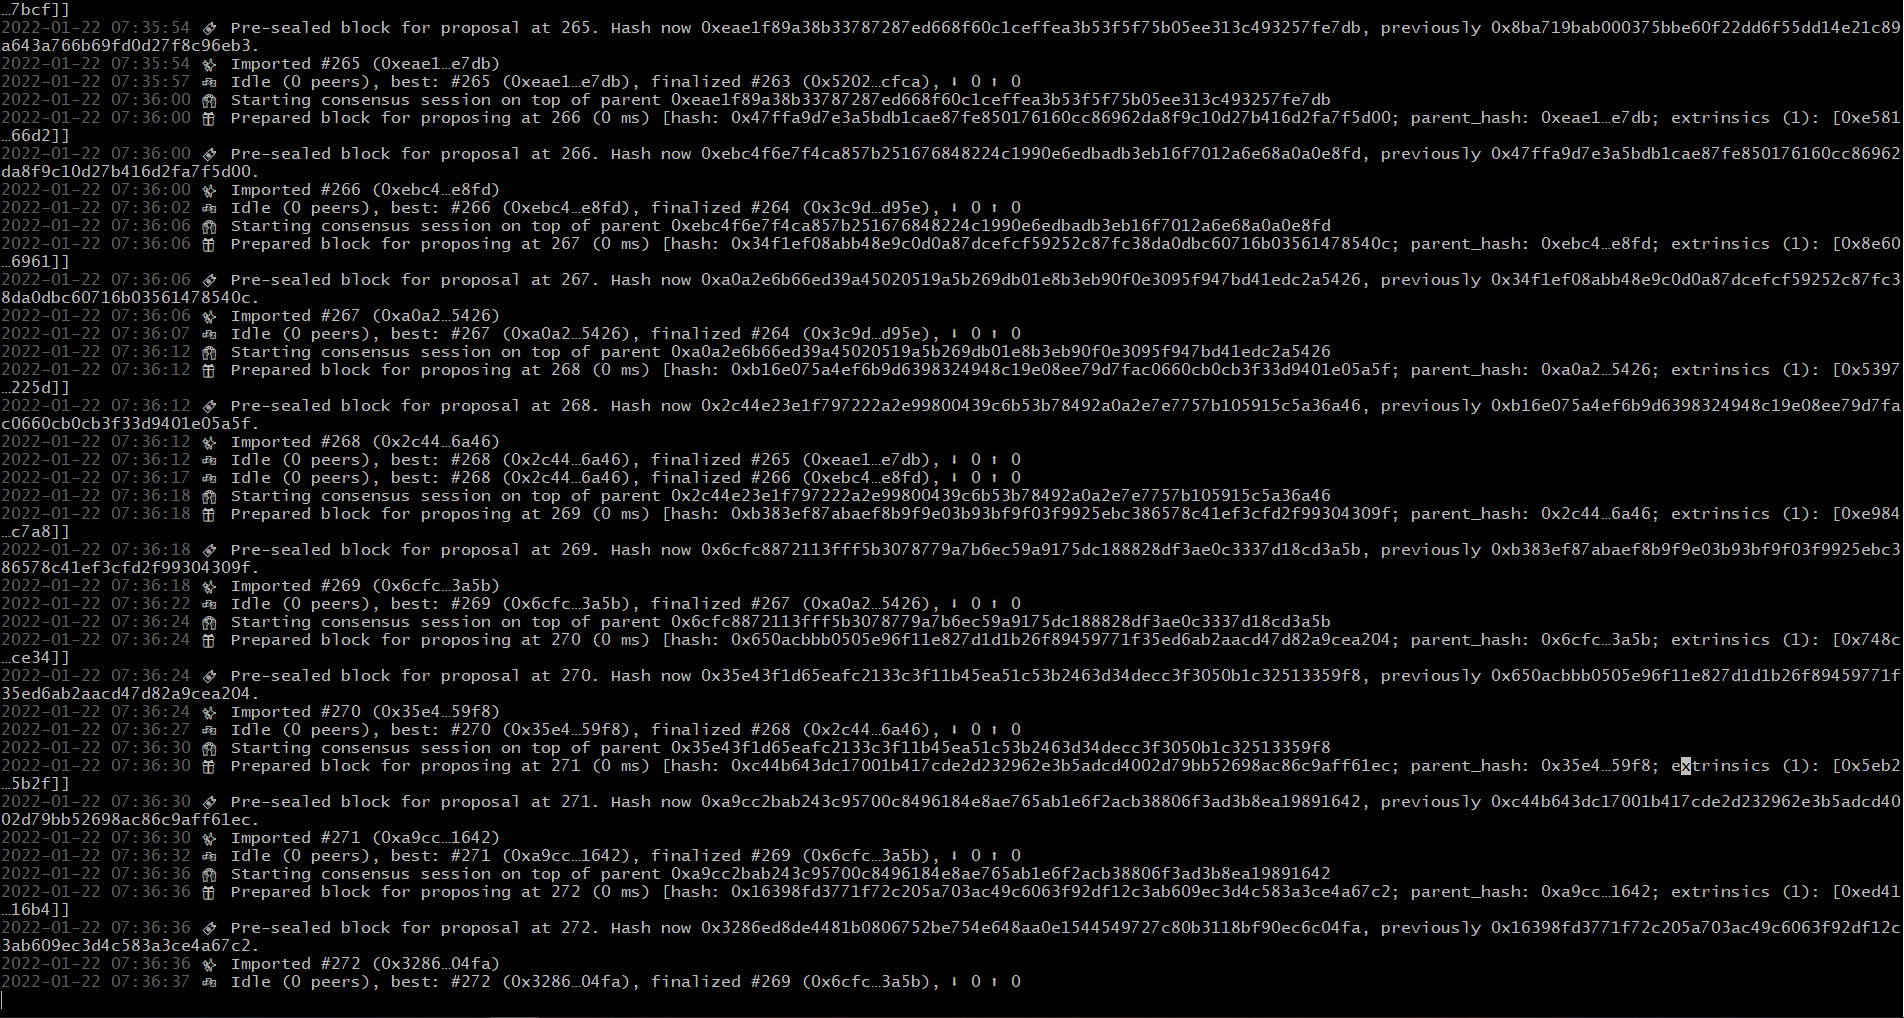 …7bcf]]
2022-01-22 07:35:54 🔖 Pre-sealed block for proposal at 265. Hash now 0xeae1f89a38b33787287ed668f60c1ceffea3b53f5f75b05ee313c493257fe7db, previously 0x8ba719bab000375bbe60f22dd6f55dd14e21c89
a643a766b69fd0d27f8c96eb3.
2022-01-22 07:35:54 ✨ Imported #265 (0xeae1…e7db)
2022-01-22 07:35:57 💤 Idle (0 peers), best: #265 (0xeae1…e7db), finalized #263 (0x5202…cfca), ⬇ 0 ⬆ 0
2022-01-22 07:36:00 🙌 Starting consensus session on top of parent 0xeae1f89a38b33787287ed668f60c1ceffea3b53f5f75b05ee313c493257fe7db
2022-01-22 07:36:00 🎁 Prepared block for proposing at 266 (0 ms) [hash: 0x47ffa9d7e3a5bdb1cae87fe850176160cc86962da8f9c10d27b416d2fa7f5d00; parent_hash: 0xeae1…e7db; extrinsics (1): [0xe581
…66d2]]
2022-01-22 07:36:00 🔖 Pre-sealed block for proposal at 266. Hash now 0xebc4f6e7f4ca857b251676848224c1990e6edbadb3eb16f7012a6e68a0a0e8fd, previously 0x47ffa9d7e3a5bdb1cae87fe850176160cc86962
da8f9c10d27b416d2fa7f5d00.
2022-01-22 07:36:00 ✨ Imported #266 (0xebc4…e8fd)
2022-01-22 07:36:02 💤 Idle (0 peers), best: #266 (0xebc4…e8fd), finalized #264 (0x3c9d…d95e), ⬇ 0 ⬆ 0
2022-01-22 07:36:06 🙌 Starting consensus session on top of parent 0xebc4f6e7f4ca857b251676848224c1990e6edbadb3eb16f7012a6e68a0a0e8fd
2022-01-22 07:36:06 🎁 Prepared block for proposing at 267 (0 ms) [hash: 0x34f1ef08abb48e9c0d0a87dcefcf59252c87fc38da0dbc60716b03561478540c; parent_hash: 0xebc4…e8fd; extrinsics (1): [0x8e60
…6961]]
2022-01-22 07:36:06 🔖 Pre-sealed block for proposal at 267. Hash now 0xa0a2e6b66ed39a45020519a5b269db01e8b3eb90f0e3095f947bd41edc2a5426, previously 0x34f1ef08abb48e9c0d0a87dcefcf59252c87fc3
8da0dbc60716b03561478540c.
2022-01-22 07:36:06 ✨ Imported #267 (0xa0a2…5426)
2022-01-22 07:36:07 💤 Idle (0 peers), best: #267 (0xa0a2…5426), finalized #264 (0x3c9d…d95e), ⬇ 0 ⬆ 0
2022-01-22 07:36:12 🙌 Starting consensus session on top of parent 0xa0a2e6b66ed39a45020519a5b269db01e8b3eb90f0e3095f947bd41edc2a5426
2022-01-22 07:36:12 🎁 Prepared block for proposing at 268 (0 ms) [hash: 0xb16e075a4ef6b9d6398324948c19e08ee79d7fac0660cb0cb3f33d9401e05a5f; parent_hash: 0xa0a2…5426; extrinsics (1): [0x5397
…225d]]
2022-01-22 07:36:12 🔖 Pre-sealed block for proposal at 268. Hash now 0x2c44e23e1f797222a2e99800439c6b53b78492a0a2e7e7757b105915c5a36a46, previously 0xb16e075a4ef6b9d6398324948c19e08ee79d7fa
c0660cb0cb3f33d9401e05a5f.
2022-01-22 07:36:12 ✨ Imported #268 (0x2c44…6a46)
2022-01-22 07:36:12 💤 Idle (0 peers), best: #268 (0x2c44…6a46), finalized #265 (0xeae1…e7db), ⬇ 0 ⬆ 0
2022-01-22 07:36:17 💤 Idle (0 peers), best: #268 (0x2c44…6a46), finalized #266 (0xebc4…e8fd), ⬇ 0 ⬆ 0
2022-01-22 07:36:18 🙌 Starting consensus session on top of parent 0x2c44e23e1f797222a2e99800439c6b53b78492a0a2e7e7757b105915c5a36a46
2022-01-22 07:36:18 🎁 Prepared block for proposing at 269 (0 ms) [hash: 0xb383ef87abaef8b9f9e03b93bf9f03f9925ebc386578c41ef3cfd2f99304309f; parent_hash: 0x2c44…6a46; extrinsics (1): [0xe984
…c7a8]]
2022-01-22 07:36:18 🔖 Pre-sealed block for proposal at 269. Hash now 0x6cfc8872113fff5b3078779a7b6ec59a9175dc188828df3ae0c3337d18cd3a5b, previously 0xb383ef87abaef8b9f9e03b93bf9f03f9925ebc3
86578c41ef3cfd2f99304309f.
2022-01-22 07:36:18 ✨ Imported #269 (0x6cfc…3a5b)
2022-01-22 07:36:22 💤 Idle (0 peers), best: #269 (0x6cfc…3a5b), finalized #267 (0xa0a2…5426), ⬇ 0 ⬆ 0
2022-01-22 07:36:24 🙌 Starting consensus session on top of parent 0x6cfc8872113fff5b3078779a7b6ec59a9175dc188828df3ae0c3337d18cd3a5b
2022-01-22 07:36:24 🎁 Prepared block for proposing at 270 (0 ms) [hash: 0x650acbbb0505e96f11e827d1d1b26f89459771f35ed6ab2aacd47d82a9cea204; parent_hash: 0x6cfc…3a5b; extrinsics (1): [0x748c
…ce34]]
2022-01-22 07:36:24 🔖 Pre-sealed block for proposal at 270. Hash now 0x35e43f1d65eafc2133c3f11b45ea51c53b2463d34decc3f3050b1c32513359f8, previously 0x650acbbb0505e96f11e827d1d1b26f89459771f
35ed6ab2aacd47d82a9cea204.
2022-01-22 07:36:24 ✨ Imported #270 (0x35e4…59f8)
2022-01-22 07:36:27 💤 Idle (0 peers), best: #270 (0x35e4…59f8), finalized #268 (0x2c44…6a46), ⬇ 0 ⬆ 0
2022-01-22 07:36:30 🙌 Starting consensus session on top of parent 0x35e43f1d65eafc2133c3f11b45ea51c53b2463d34decc3f3050b1c32513359f8
2022-01-22 07:36:30 🎁 Prepared block for proposing at 271 (0 ms) [hash: 0xc44b643dc17001b417cde2d232962e3b5adcd4002d79bb52698ac86c9aff61ec; parent_hash: 0x35e4…59f8; extrinsics (1): [0x5eb2
…5b2f]]
2022-01-22 07:36:30 🔖 Pre-sealed block for proposal at 271. Hash now 0xa9cc2bab243c95700c8496184e8ae765ab1e6f2acb38806f3ad3b8ea19891642, previously 0xc44b643dc17001b417cde2d232962e3b5adcd40
02d79bb52698ac86c9aff61ec.
2022-01-22 07:36:30 ✨ Imported #271 (0xa9cc…1642)
2022-01-22 07:36:32 💤 Idle (0 peers), best: #271 (0xa9cc…1642), finalized #269 (0x6cfc…3a5b), ⬇ 0 ⬆ 0
2022-01-22 07:36:36 🙌 Starting consensus session on top of parent 0xa9cc2bab243c95700c8496184e8ae765ab1e6f2acb38806f3ad3b8ea19891642
2022-01-22 07:36:36 🎁 Prepared block for proposing at 272 (0 ms) [hash: 0x16398fd3771f72c205a703ac49c6063f92df12c3ab609ec3d4c583a3ce4a67c2; parent_hash: 0xa9cc…1642; extrinsics (1): [0xed41
…16b4]]
2022-01-22 07:36:36 🔖 Pre-sealed block for proposal at 272. Hash now 0x3286ed8de4481b0806752be754e648aa0e1544549727c80b3118bf90ec6c04fa, previously 0x16398fd3771f72c205a703ac49c6063f92df12c
3ab609ec3d4c583a3ce4a67c2.
2022-01-22 07:36:36 ✨ Imported #272 (0x3286…04fa)
2022-01-22 07:36:37 💤 Idle (0 peers), best: #272 (0x3286…04fa), finalized #269 (0x6cfc…3a5b), ⬇ 0 ⬆ 0